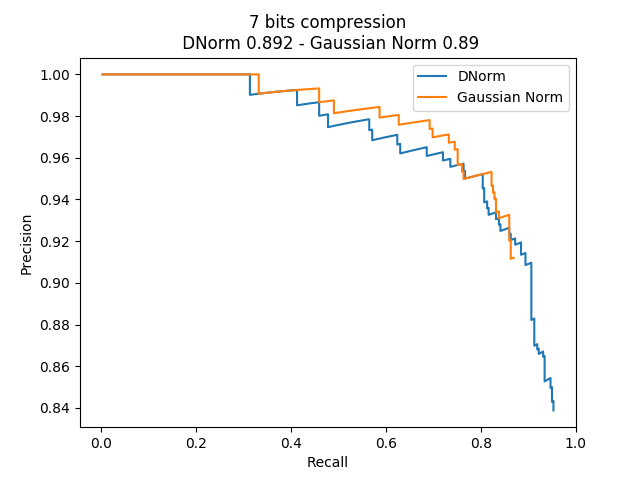 7 bits compression
DNorm 0.892 - Gaussian Norm 0.89
DNorm
Gaussian Norm
Precision
1.00
0.98
0.96
0.94
0.92
0.90
0.88
0.86
0.84
0.0 0.2 0.4 0.6 0.8 1.0
Recall